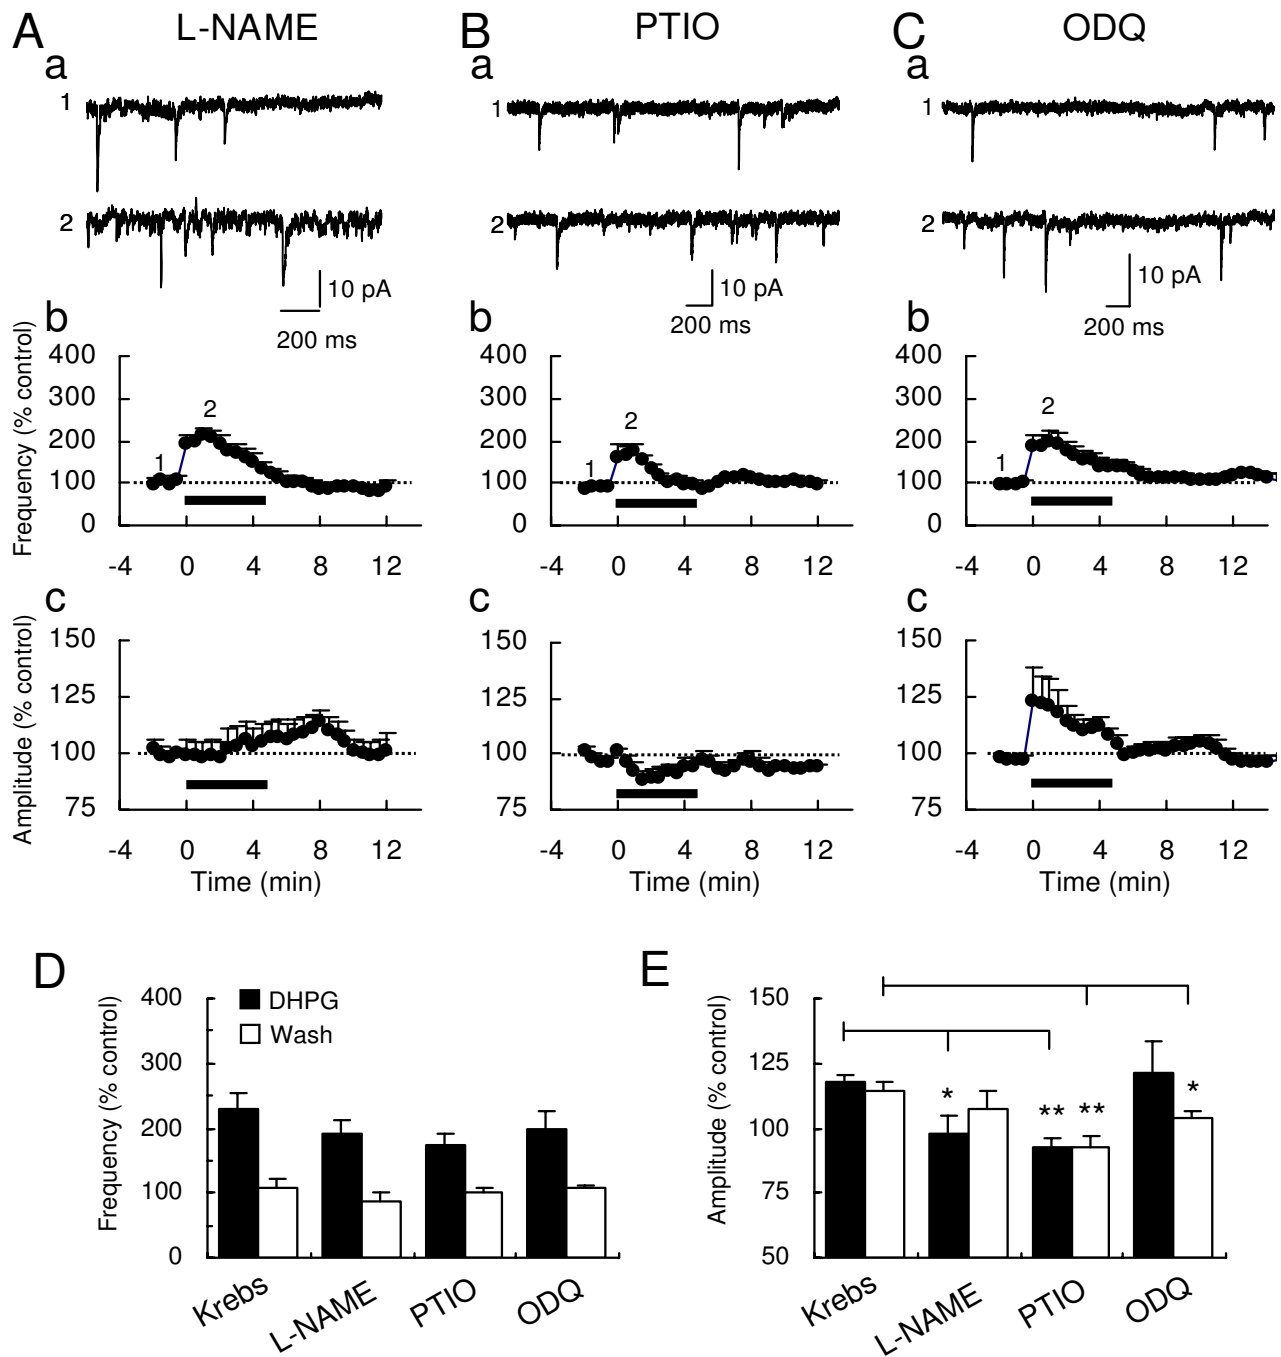 A L-NAME B PTIO C ODQ
a a a
1 1 1
2 2 2
10 pA 10 pA 10 pA
200 ms 200 ms 200 ms
b b b
Frequency (% control)
400 400 400
300 300 300
200 200 200
100 100 100
0 0 0
1 2 1 2 1 2
-4 0 4 8 12 -4 0 4 8 12 -4 0 4 8 12
c c c
Amplitude (% control)
150 150 150
125 125 125
100 100 100
75 75 75
-4 0 4 8 12 -4 0 4 8 12 -4 0 4 8 12
Time (min) Time (min) Time (min)
D
Frequency (% control)
400
300
200
100
0
DHPG
Wash
Krebs L-NAME PTIO ODQ
E
Amplitude (% control)
150
125
100
75
50
* ** ** *
Krebs L-NAME PTIO ODQ